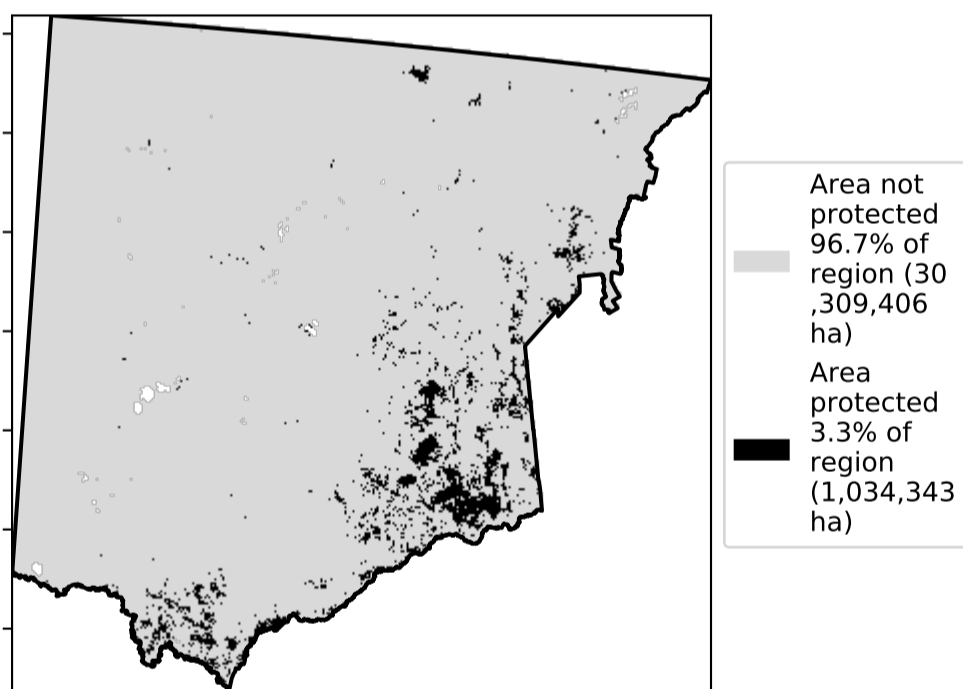 Area not
protected
96.7% of
region (30
,309,406
ha)
Area
protected
3.3% of
region
(1,034,343
ha)